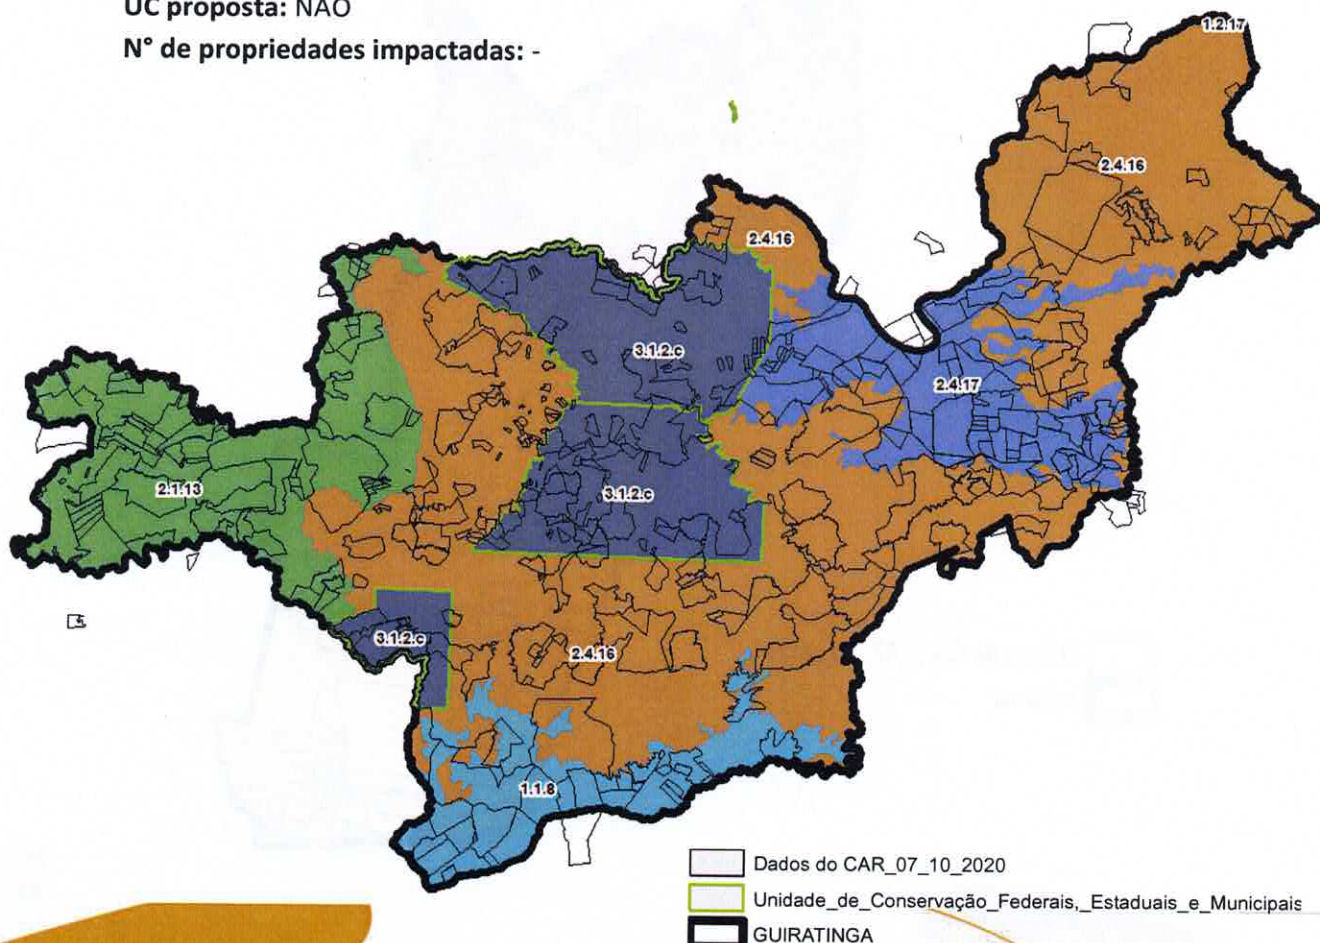 UC proposta: NÃO
N° de propriedades impactadas: -
1.2.17
2.4.16
2.4.16
3.1.2.c
2.4.17
2.1.13
3.1.2.c
3.1.2.c
2.4.16
1.1.8
Dados do CAR_07_10_2020
Unidade_de_Conservação_Federais,_Estaduais_e_Municipais
GUIRATINGA